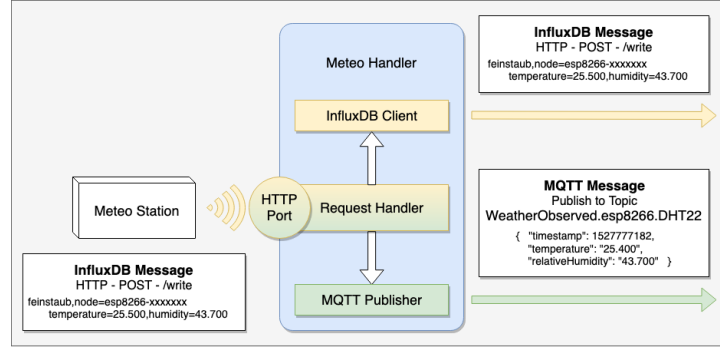 InfluxDB Message
HTTP - POST - /write
feinstaub,node=esp8266-xxxxxxx
temperature=25.500,humidity=43.700
Meteo Handler
InfluxDB Client
HTTP
Port
Request Handler
Meteo Station
MQTT Message
Publish to Topic
WeatherObserved.esp8266.DHT22
{ "timestamp": 1527777182,
"temperature": "25.400",
"relativeHumidity": "43.700" }
InfluxDB Message
HTTP - POST - /write
feinstaub,node=esp8266-xxxxxxx
temperature=25.500,humidity=43.700
MQTT Publisher